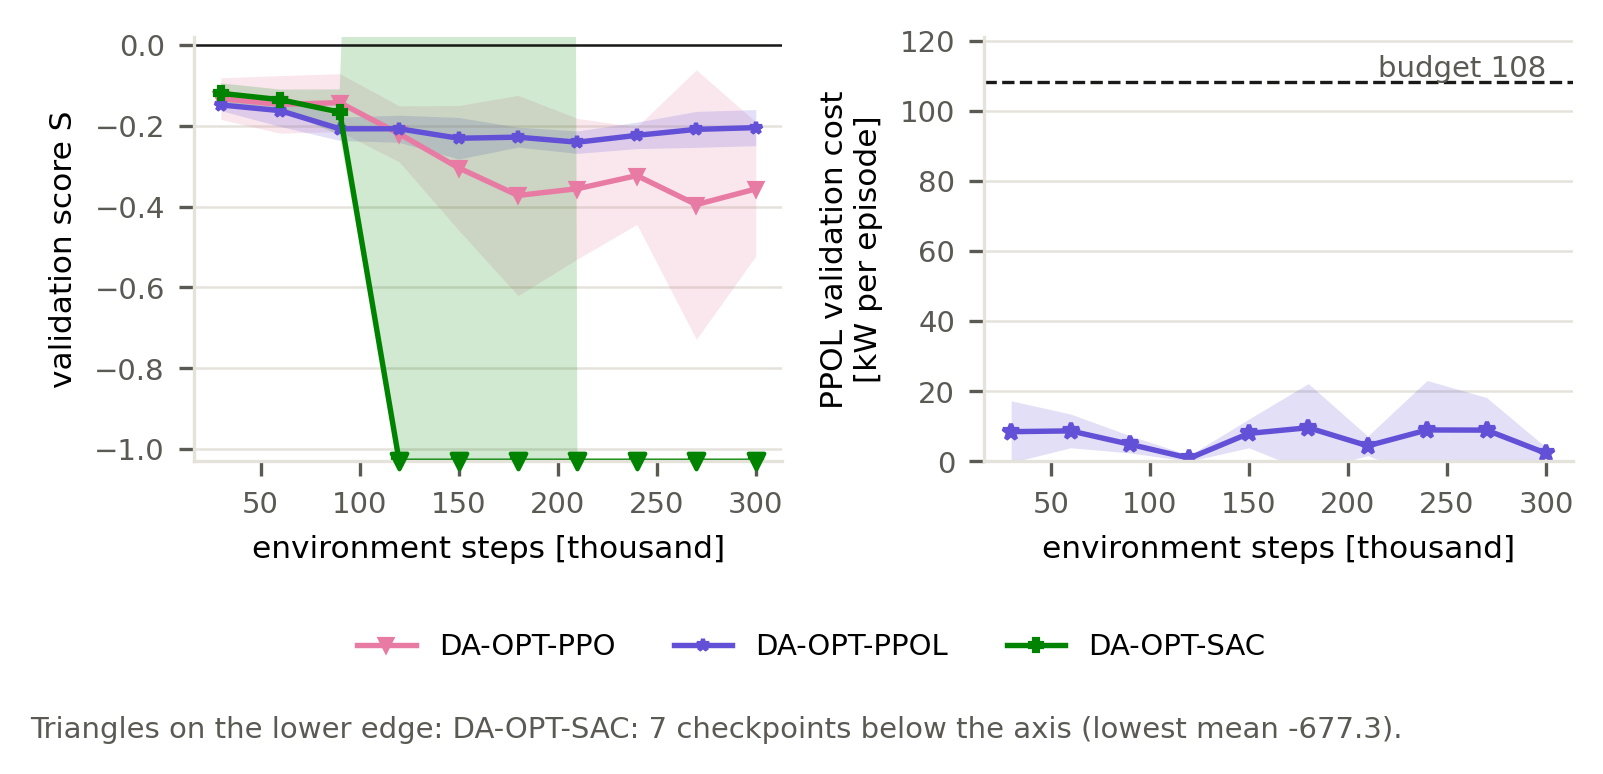 validation score S
0.0
−0.2
−0.4
−0.6
−0.8
−1.0
50 100 150 200 250 300
environment steps [thousand]
PPOL validation cost
[kW per episode]
120
100
80
60
40
20
0
budget 108
50 100 150 200 250 300
environment steps [thousand]
DA-OPT-PPO DA-OPT-PPOL DA-OPT-SAC
Triangles on the lower edge: DA-OPT-SAC: 7 checkpoints below the axis (lowest mean -677.3).